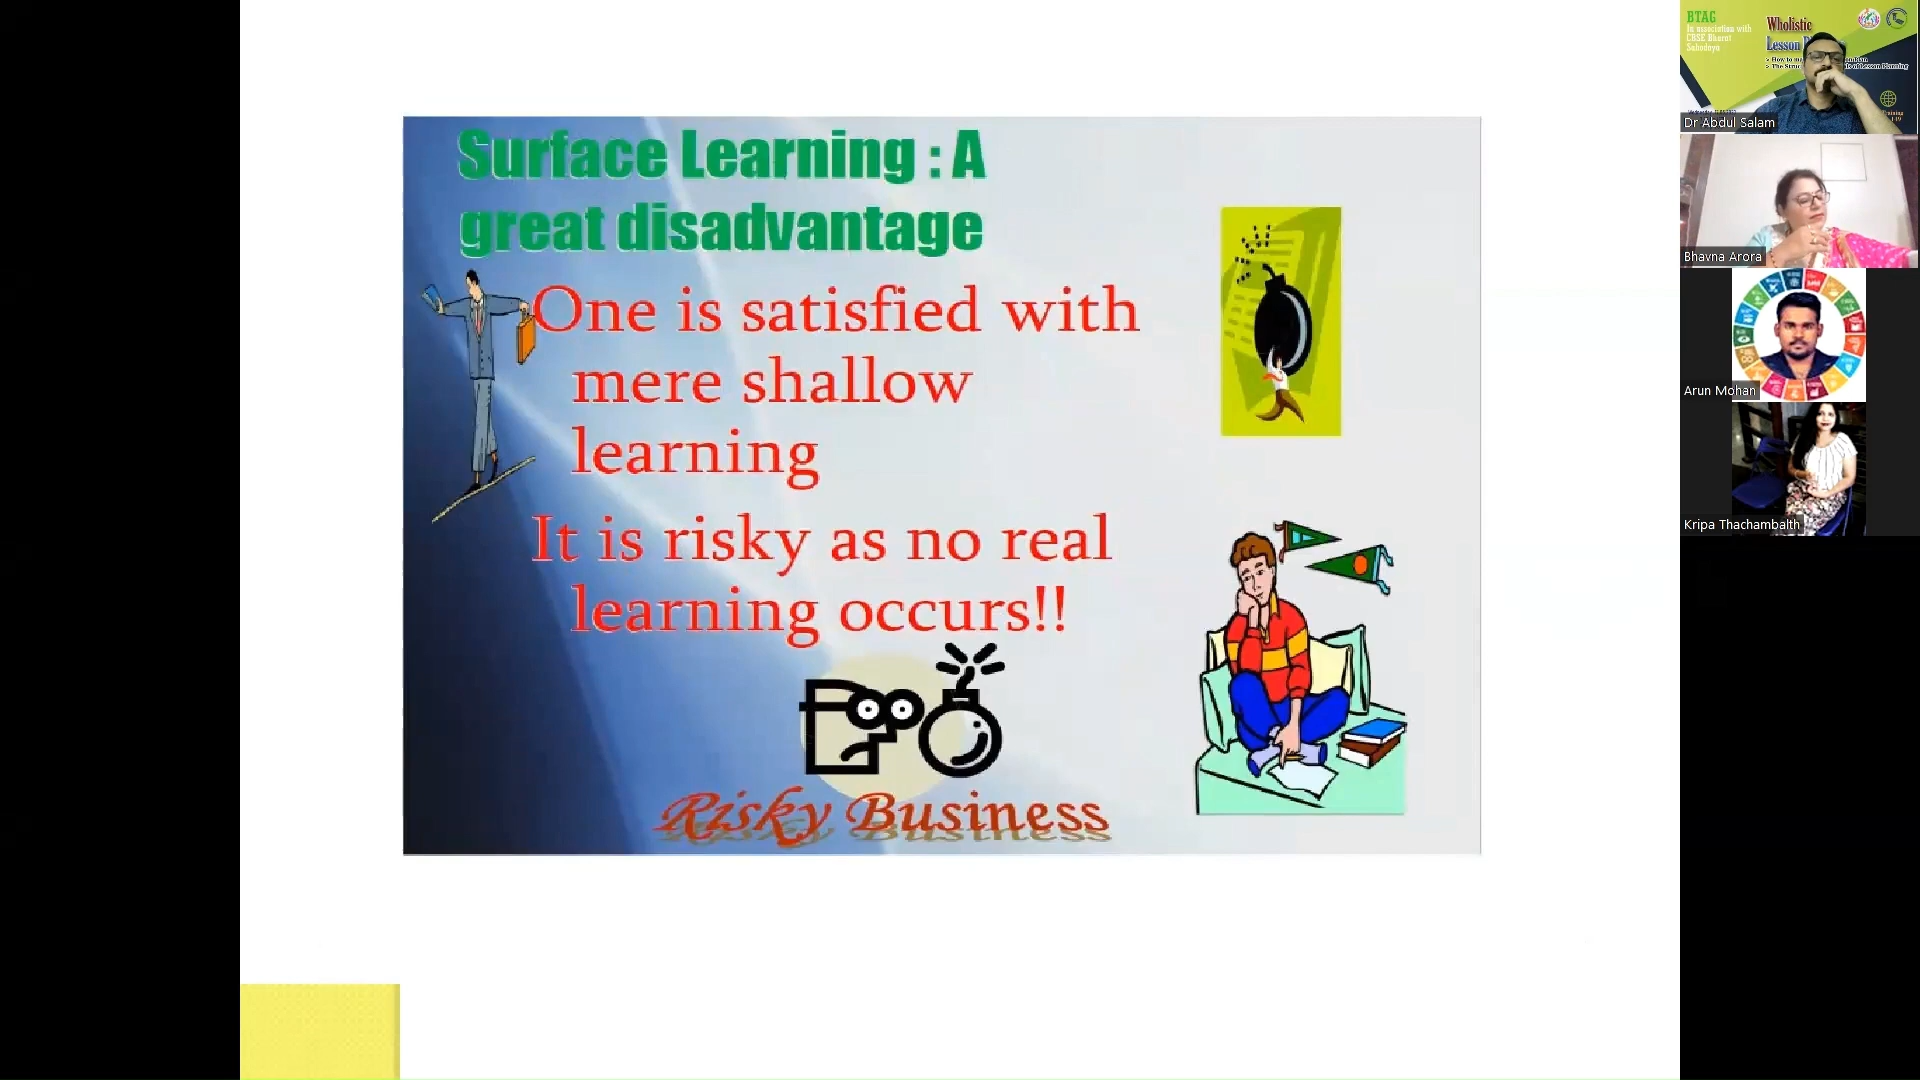 Surface Learning : A
great disadvantage
One is satisfied with
mere shallow
learning
It is risky as no real
learning occurs!!
Risky Business
BTAG
In association with
CBSE Bharat
Sahodaya
Wholistic
Lesson
Dr Abdul Salam
Bhavna Arora
Arun Mohan
Kripa Thachambalth